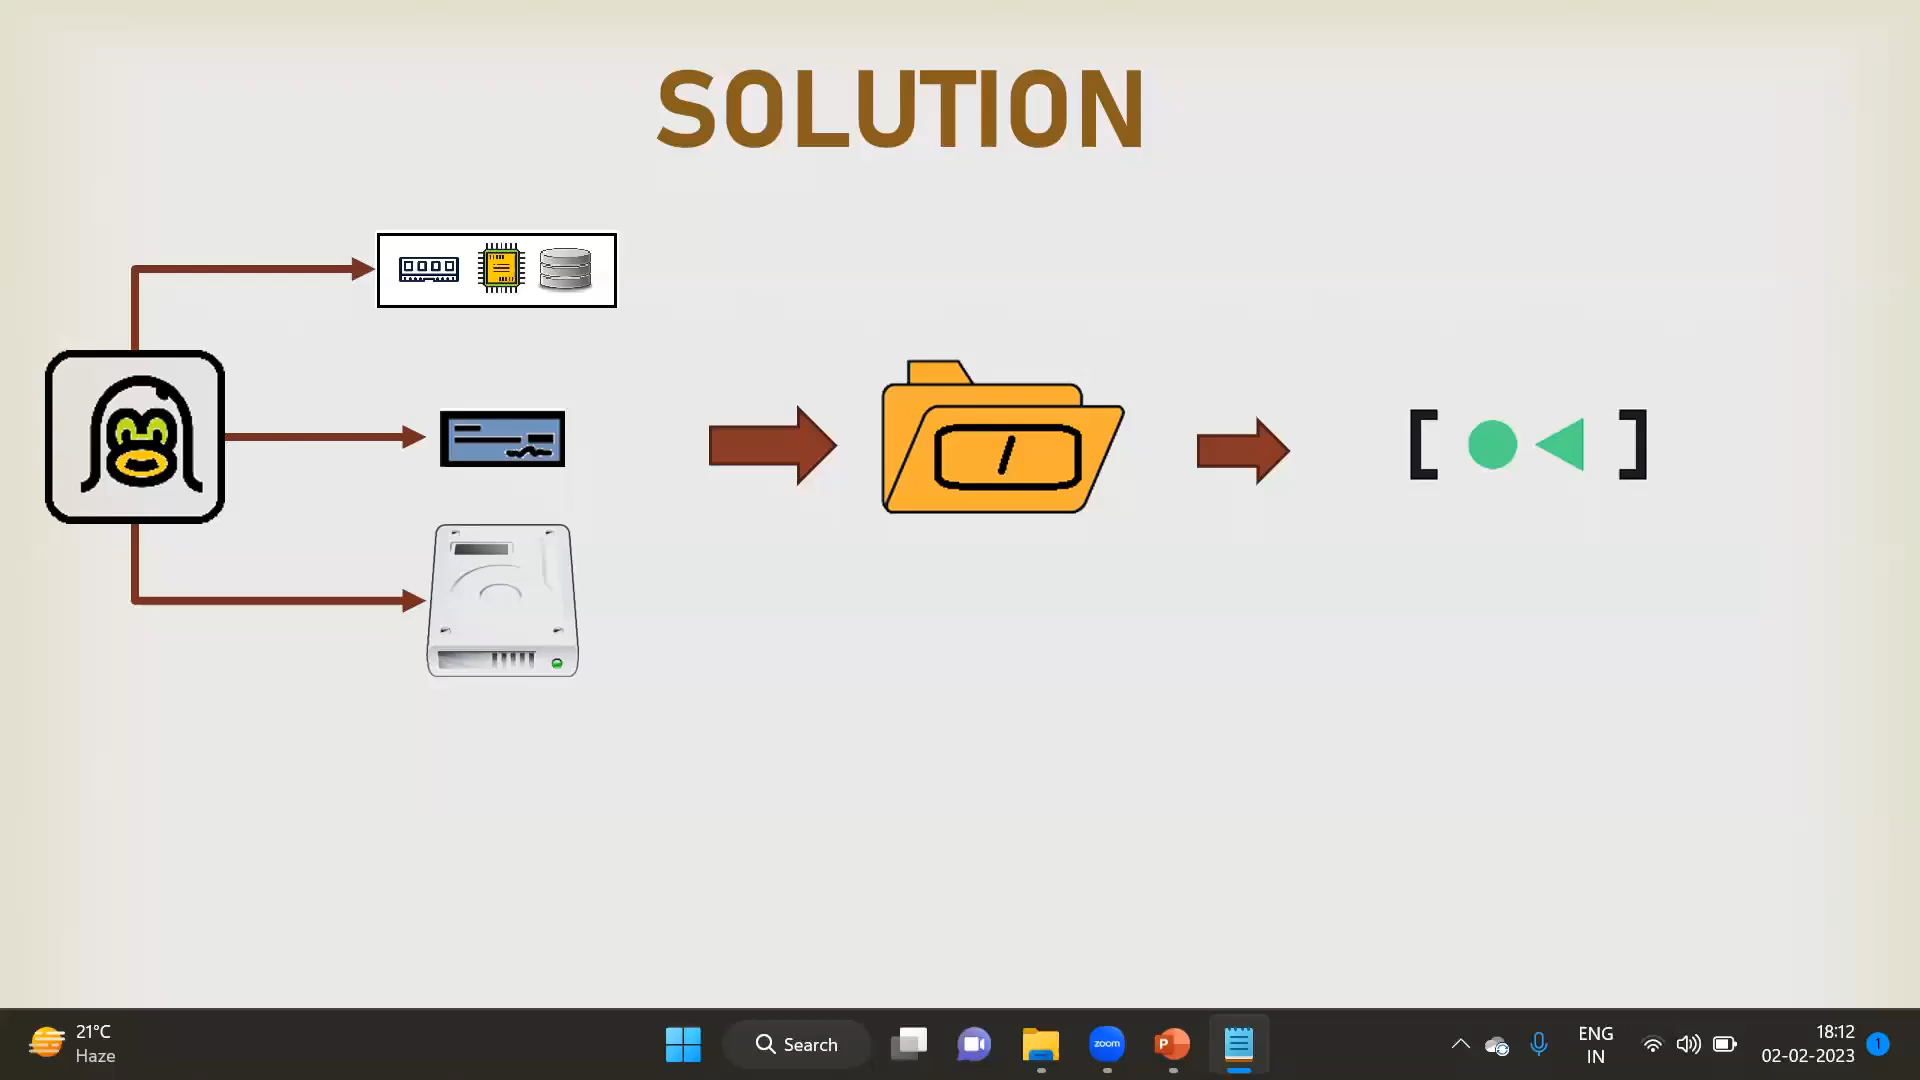 SOLUTION
/
[ ]
21°C
Haze
Search
zoom
P
ENG
IN
18:12
02-02-2023
1